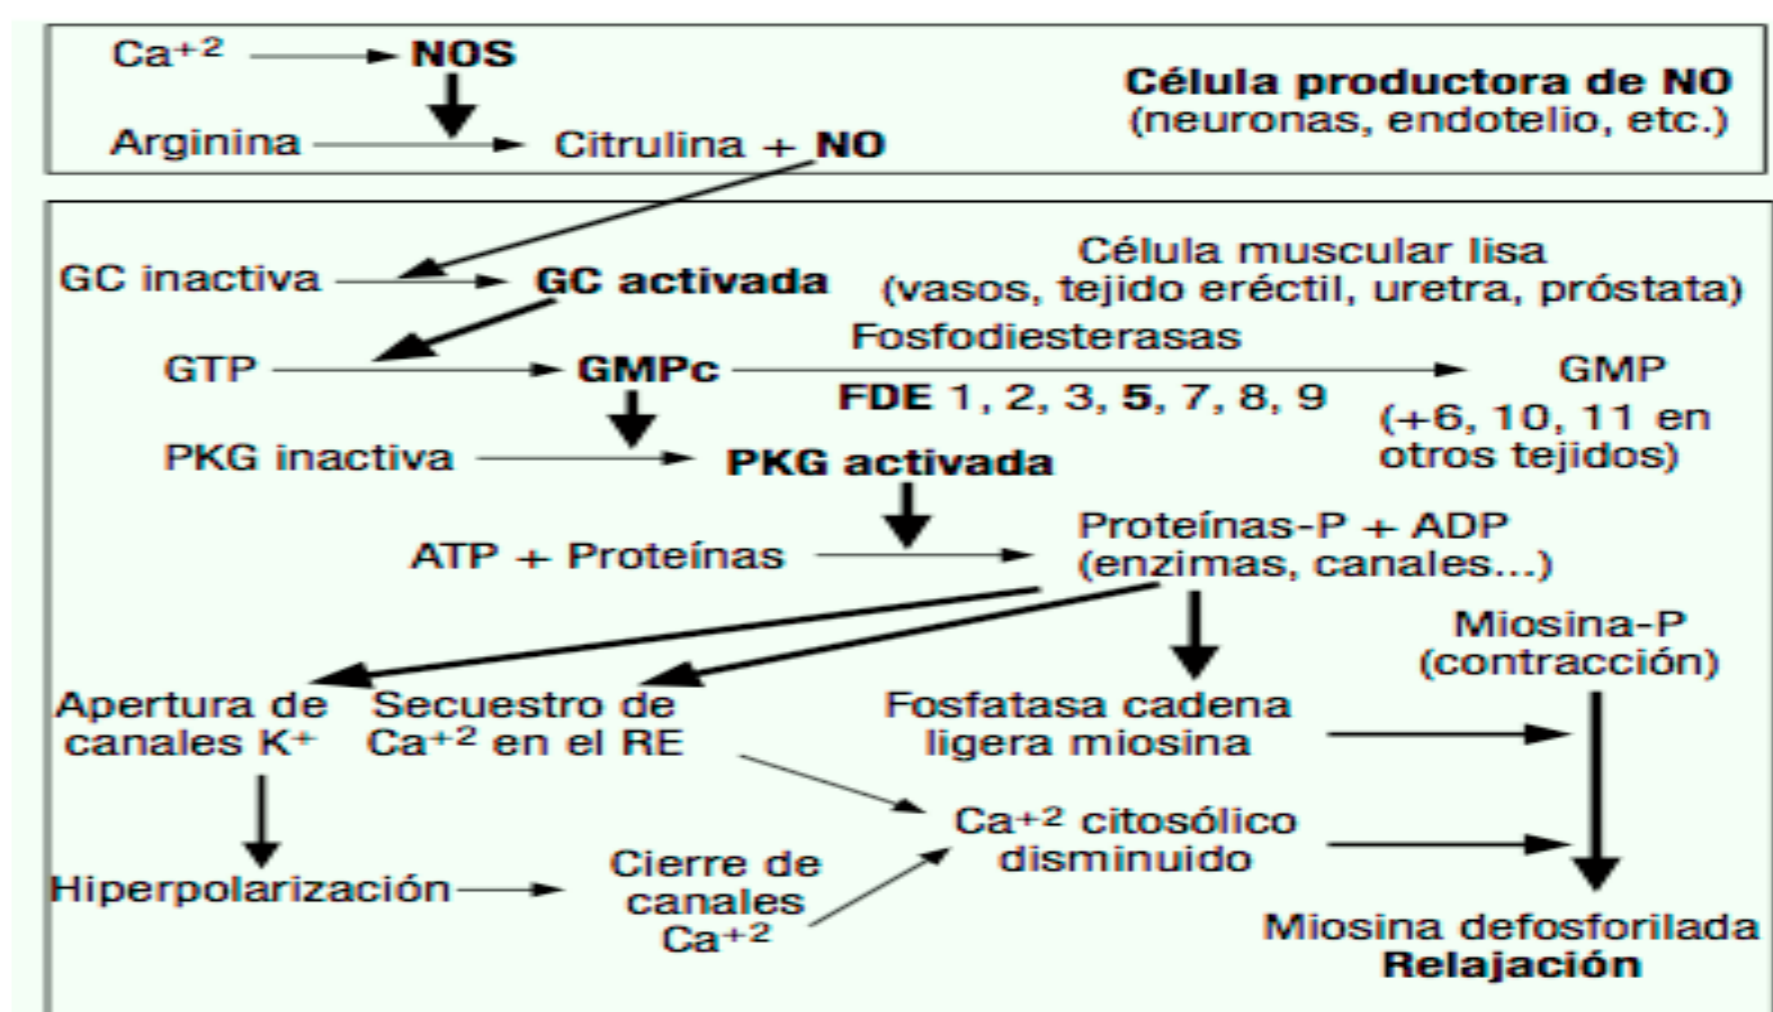 Ca+2 NOS
Célula productora de NO
(neuronas, endotelio, etc.)
Arginina Citrulina + NO
Célula muscular lisa
(vasos, tejido eréctil, uretra, próstata)
GC inactiva GC activada
Fosfodiesterasas
GTP GMPc GMP
FDE 1, 2, 3, 5, 7, 8, 9
(+6, 10, 11 en
otros tejidos)
PKG inactiva PKG activada
ATP + Proteínas
Proteínas-P + ADP
(enzimas, canales...)
Miosina-P
(contracción)
Apertura de
canales K+
Secuestro de
Ca+2 en el RE
Fosfatasa cadena
ligera miosina
Ca+2 citosólico
disminuido
Hiperpolarización
Cierre de
canales
Ca+2
Miosina defosforilada
Relajación